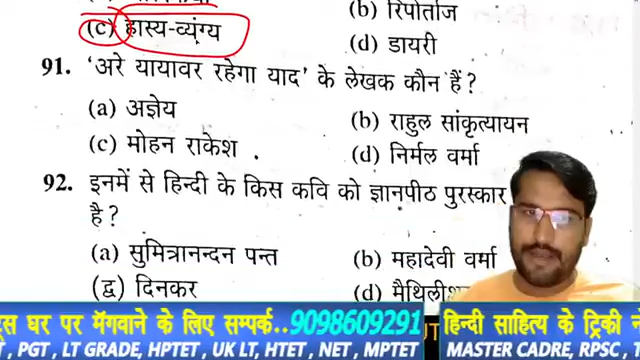 (b) रिपोर्ताज
(c) हास्य-व्यंग्य
(d) डायरी
91. 'अरे यायावर रहेगा याद' के लेखक कौन हैं?
(a) अज्ञेय
(b) राहुल सांकृत्यायन
(c) मोहन राकेश
(d) निर्मल वर्मा
92. इनमें से हिन्दी के किस कवि को ज्ञानपीठ पुरस्कार
है?
(a) सुमित्रानन्दन पन्त
(b) महादेवी वर्मा
(द्व) दिनकर
(d)
घर पर मॅगवाने के लिए सम्पर्क..9098609291
हिन्दी साहित्य के ट्रिकी
, PGT , LT GRADE, HPTET , UK LT, HTET , NET , MPTET
MASTER CADRE, RPSC,